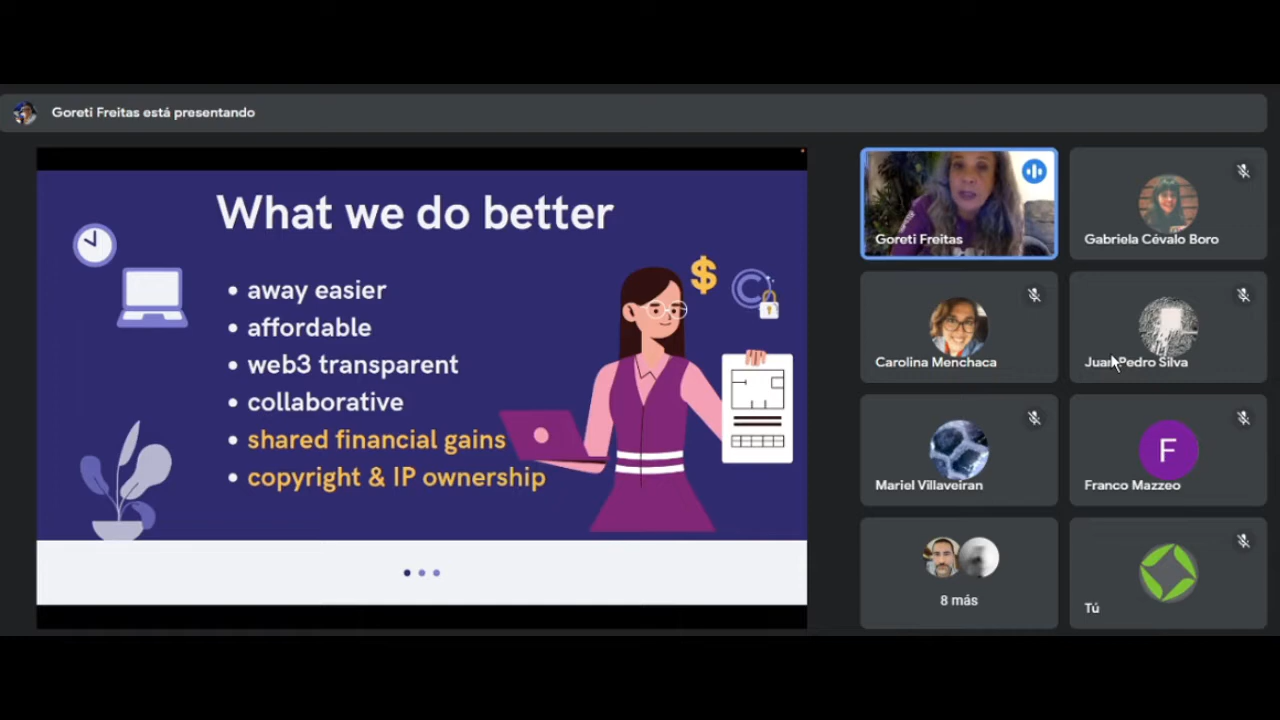 Goreti Freitas está presentando
What we do better
• away easier
• affordable
• web3 transparent
• collaborative
• shared financial gains
• copyright & IP ownership
$
C
Goreti Freitas
Gabriela Cévalo Boro
Carolina Menchaca
Juan Pedro Silva
Mariel Villaveiran
F
Franco Mazzeo
8 más
Tú